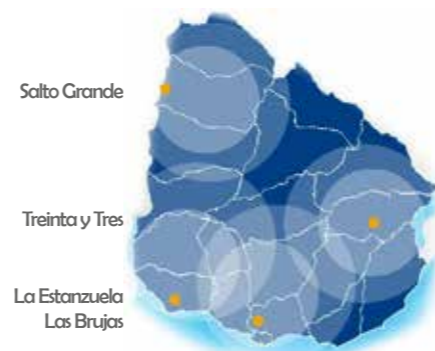 Salto Grande
Treinta y Tres
La Estanzuela
Las Brujas